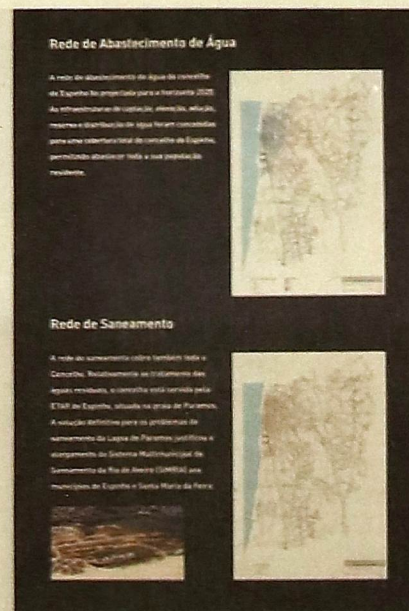 Rede de Abastecimento de Água
A rede de abastecimento de água do concelho
de Espinho foi projectada para o horizonte 2025.
As infraestruturas de captação, elevação, adução,
reserva e distribuição de água foram concebidas
para uma cobertura total do concelho de Espinho,
permitindo abastecer toda a sua população
residente.
Rede de Saneamento
A rede de saneamento cobre também todo o
Concelho. Relativamente ao tratamento das
águas residuais, o concelho está servido pela
ETAR de Espinho, situada na praia de Paramos.
A solução definitiva para os problemas de
saneamento da Lagoa de Paramos justificou o
alargamento do Sistema Multimunicipal de
Saneamento da Ria de Aveiro (SIMRIA) aos
municípios de Espinho e Santa Maria da Feira.